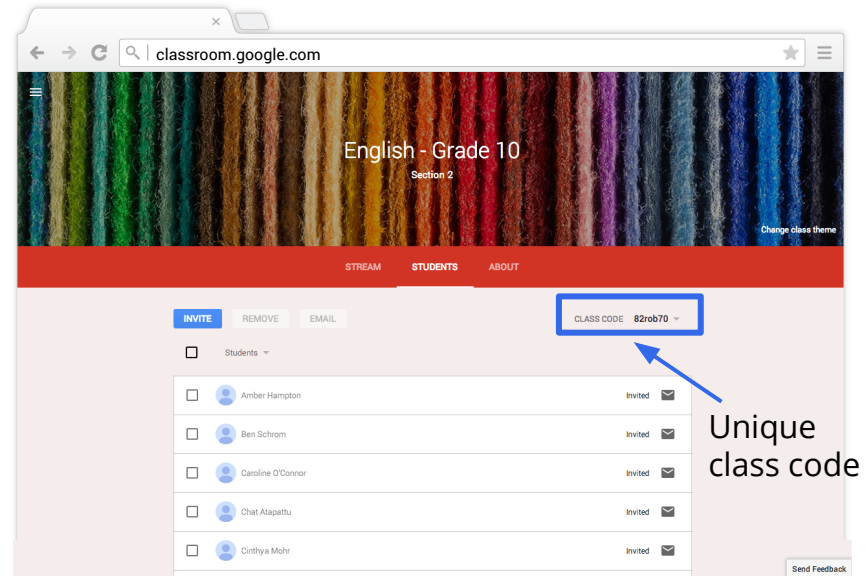 classroom.google.com
English - Grade 10
Section 2
Change class theme
STREAM STUDENTS ABOUT
INVITE REMOVE EMAIL CLASS CODE 82rob70
Students
Amber Hampton Invited
Ben Schrom Invited
Caroline O'Connor Invited
Chat Atapattu Invited
Cinthya Mohr Invited
Unique
class code
Send Feedback